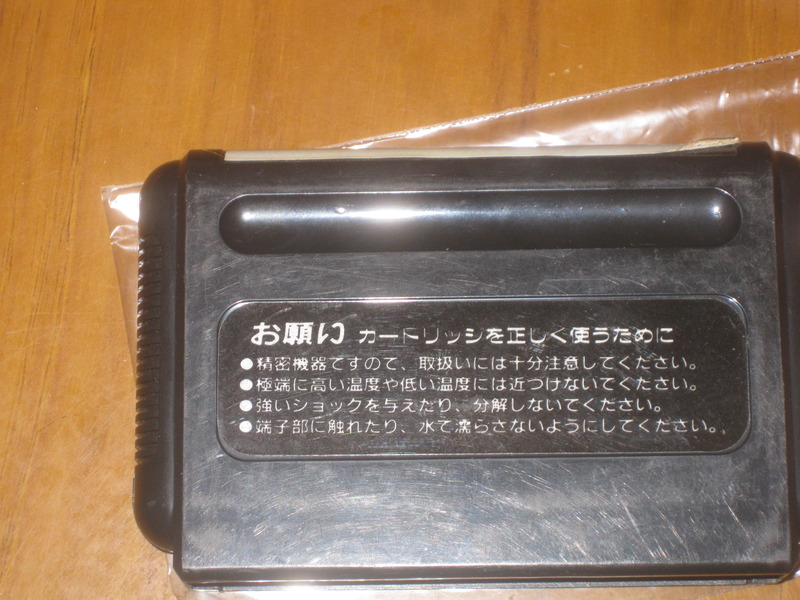 お願い カートリッジを正しく使うために
●精密機器ですので、取扱いには十分注意してください。
●極端に高い温度や低い温度には近づけないでください。
●強いショックを与えたり、分解しないでください。
●端子部に触れたり、水で濡らさないようにしてください。